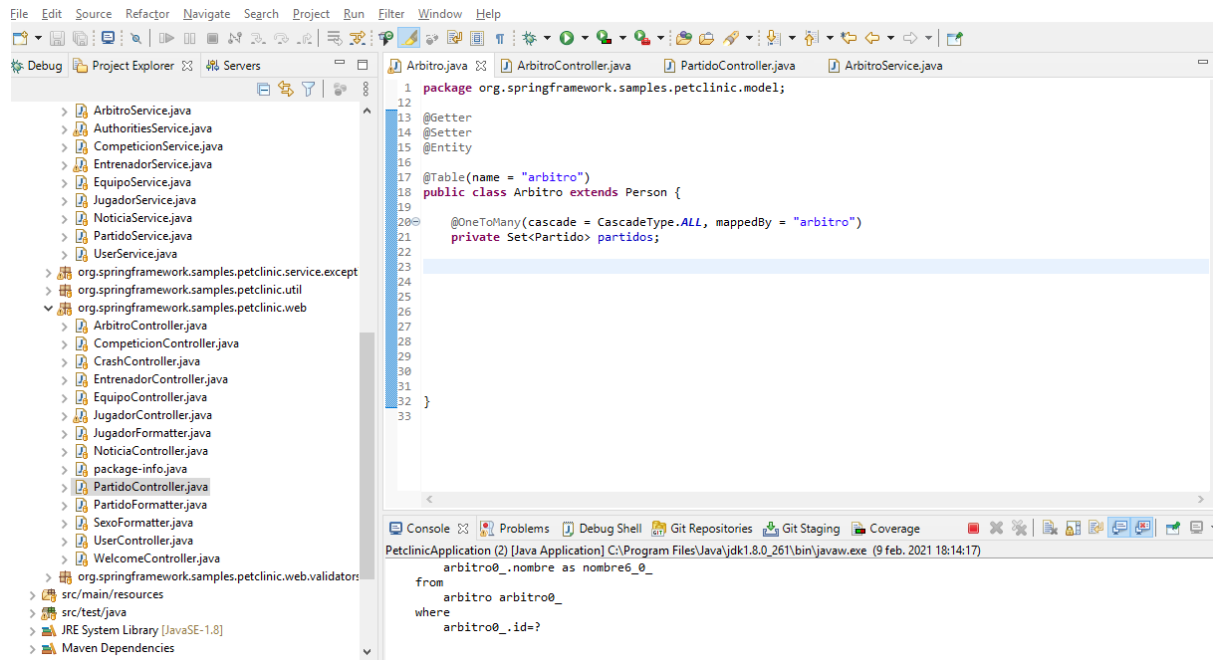 File Edit Source Refactor Navigate Search Project Run Filter Window Help
Debug Project Explorer Servers
ArbitroService.java
AuthoritiesService.java
CompeticionService.java
EntrenadorService.java
EquipoService.java
JugadorService.java
NoticiaService.java
PartidoService.java
UserService.java
org.springframework.samples.petclinic.service.except
org.springframework.samples.petclinic.util
org.springframework.samples.petclinic.web
ArbitroController.java
CompeticionController.java
CrashController.java
EntrenadorController.java
EquipoController.java
JugadorController.java
JugadorFormatter.java
NoticiaController.java
package-info.java
PartidoController.java
PartidoFormatter.java
SexoFormatter.java
UserController.java
WelcomeController.java
org.springframework.samples.petclinic.web.validators
src/main/resources
src/test/java
JRE System Library [JavaSE-1.8]
Maven Dependencies
Arbitro.java ArbitroController.java PartidoController.java ArbitroService.java
1 package org.springframework.samples.petclinic.model;
12
13 @Getter
14 @Setter
15 @Entity
16
17 @Table(name = "arbitro")
18 public class Arbitro extends Person {
19
20 @OneToMany(cascade = CascadeType.ALL, mappedBy = "arbitro")
21 private Set<Partido> partidos;
22
23
24
25
26
27
28
29
30
31
32 }
33
Console Problems Debug Shell Git Repositories Git Staging Coverage
PetclinicApplication (2) [Java Application] C:\Program Files\Java\jdk1.8.0_261\bin\javaw.exe (9 feb. 2021 18:14:17)
arbitro0_.nombre as nombre6_0_
from
arbitro arbitro0_
where
arbitro0_.id=?